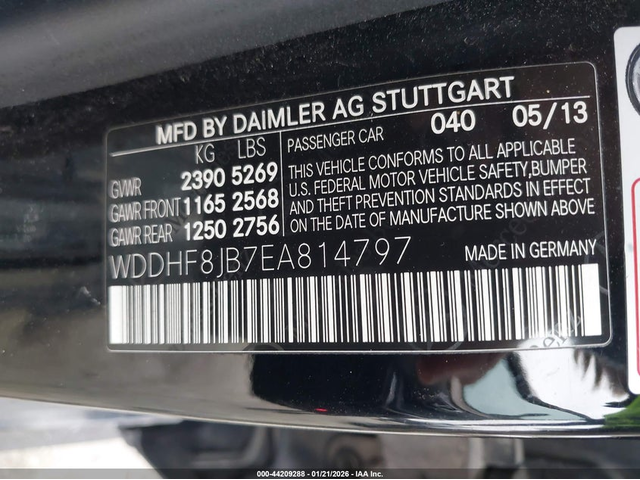 MFD BY DAIMLER AG STUTTGART
KG LBS
GVWR 2390 5269
GAWR FRONT 1165 2568
GAWR REAR 1250 2756
PASSENGER CAR 040 05/13
THIS VEHICLE CONFORMS TO ALL APPLICABLE
U.S. FEDERAL MOTOR VEHICLE SAFETY,BUMPER
AND THEFT PREVENTION STANDARDS IN EFFECT
ON THE DATE OF MANUFACTURE SHOWN ABOVE.
WDDHF8JB7EA814797
MADE IN GERMANY
000-44209288 - 01/21/2026 - IAA Inc.